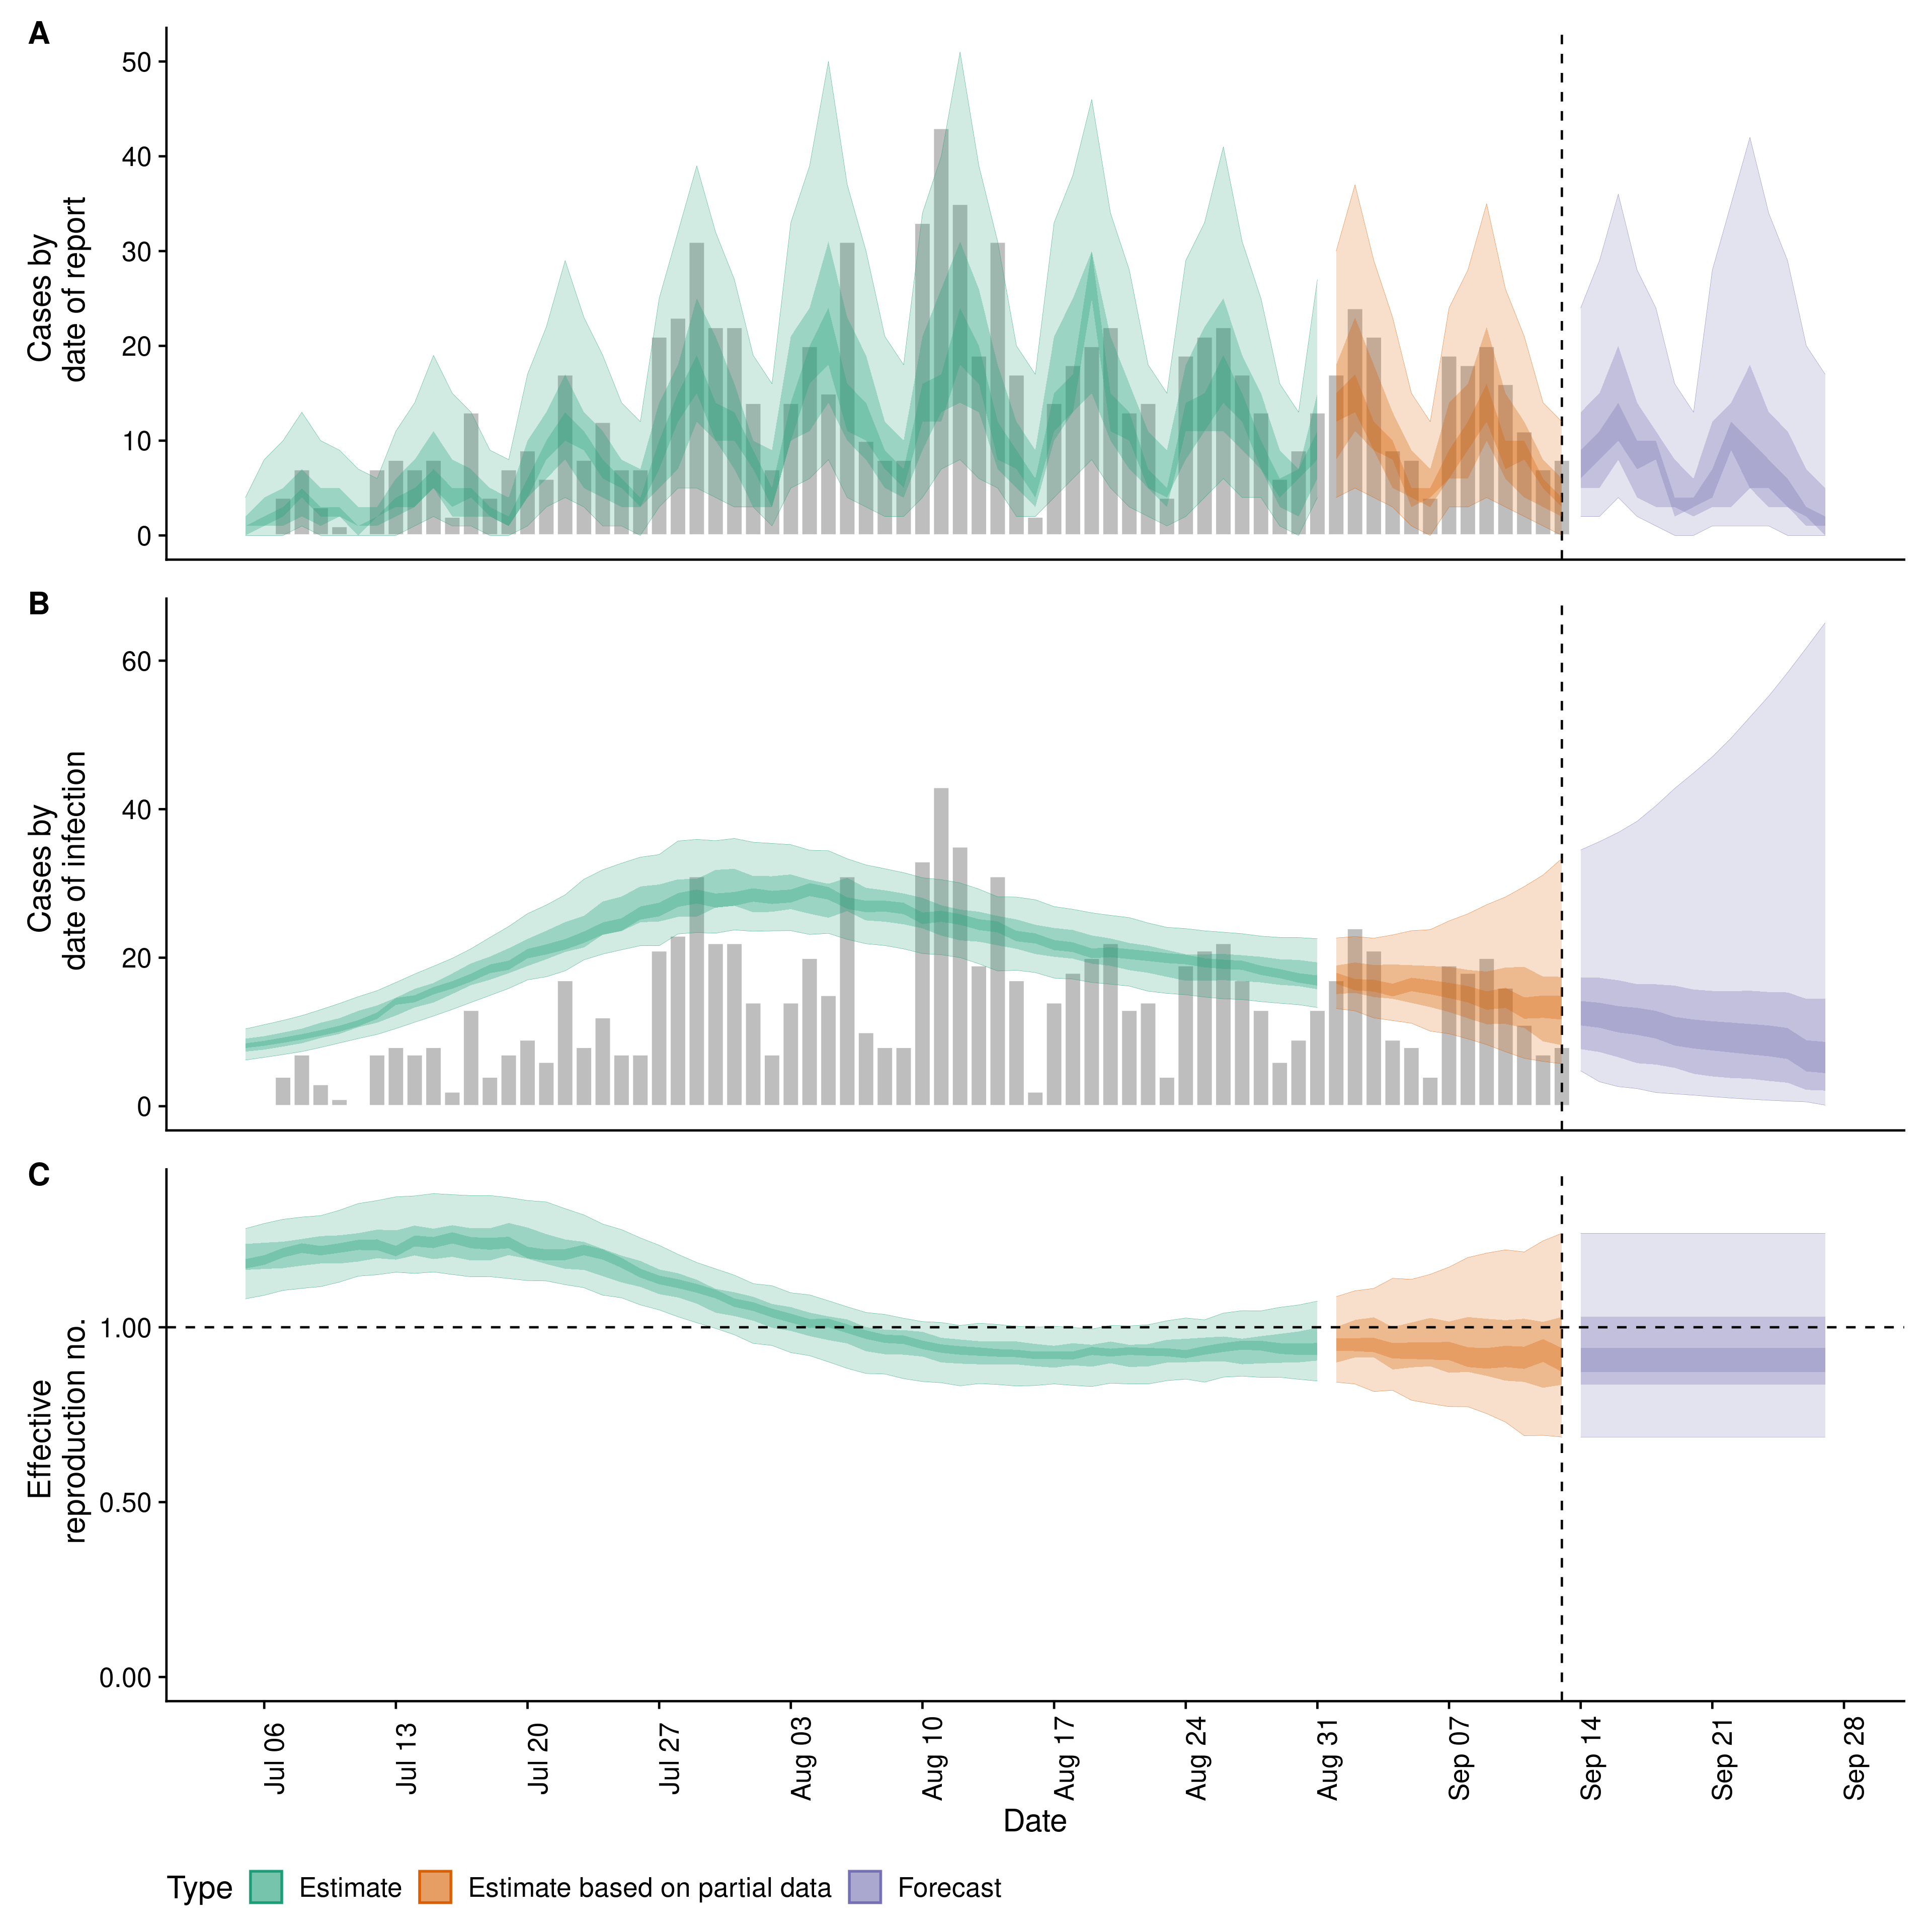 A
Cases by
date of report
50
40
30
20
10
0
B
Cases by
date of infection
60
40
20
0
C
Effective
reproduction no.
1.00
0.50
0.00
Jul 06
Jul 13
Jul 20
Jul 27
Aug 03
Aug 10
Aug 17
Aug 24
Aug 31
Sep 07
Sep 14
Sep 21
Sep 28
Date
Type Estimate Estimate based on partial data Forecast